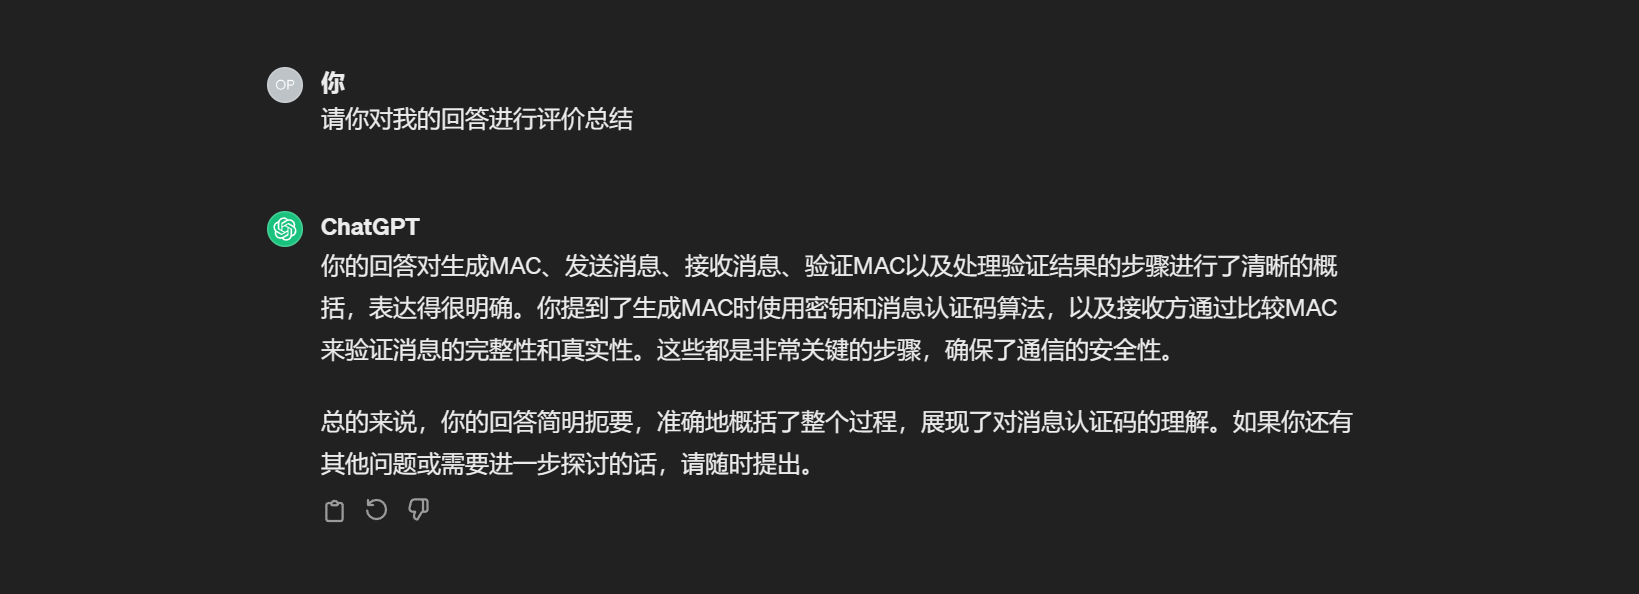 OP
你
请你对我的回答进行评价总结
ChatGPT
你的回答对生成MAC、发送消息、接收消息、验证MAC以及处理验证结果的步骤进行了清晰的概
括，表达得很明确。你提到了生成MAC时使用密钥和消息认证码算法，以及接收方通过比较MAC
来验证消息的完整性和真实性。这些都是非常关键的步骤，确保了通信的安全性。
总的来说，你的回答简明扼要，准确地概括了整个过程，展现了对消息认证码的理解。如果你还有
其他问题或需要进一步探讨的话，请随时提出。